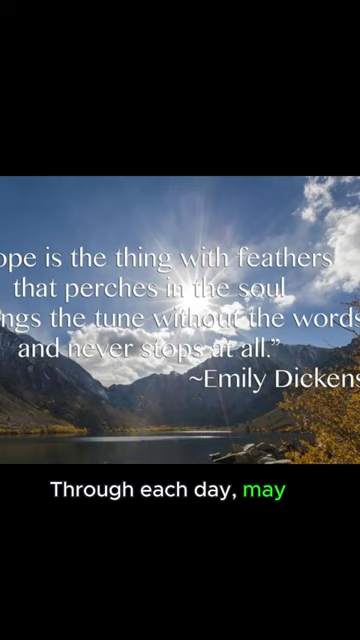 ope is the thing with feathers
that perches in the soul
ngs the tune without the words
and never stops at all.”
~Emily Dickens
Through each day, may